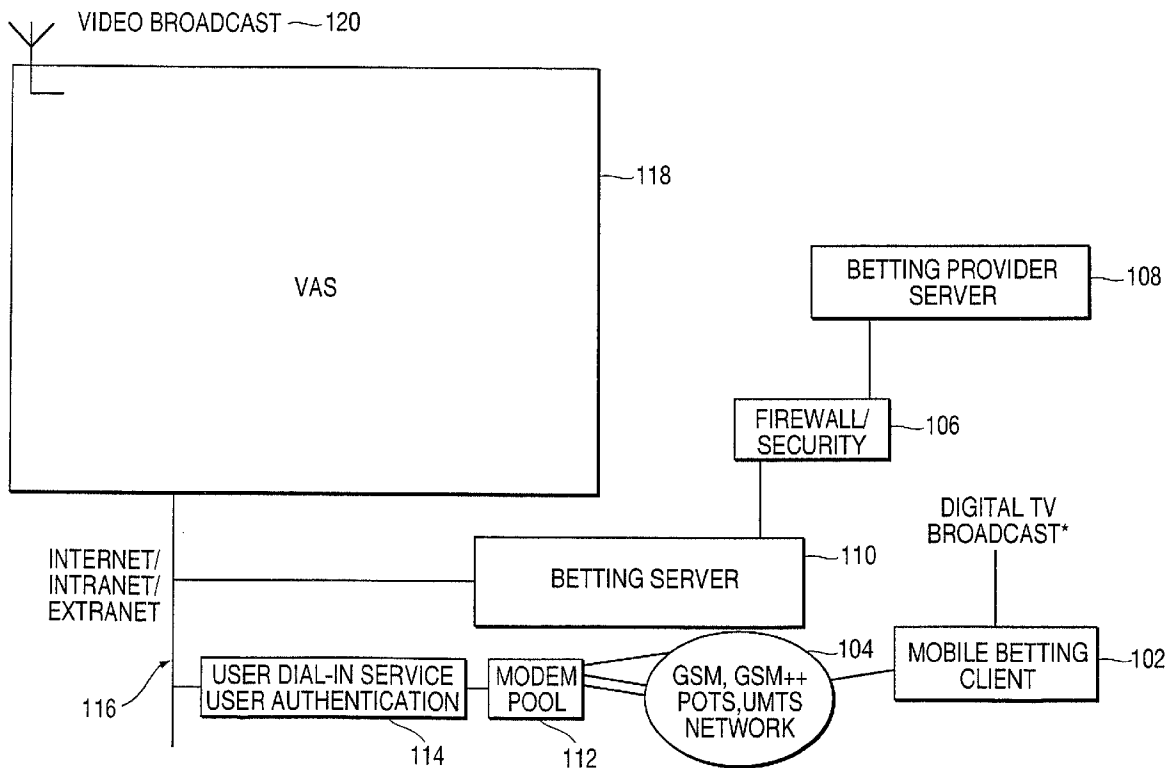 VIDEO BROADCAST 120
118
VAS
BETTING PROVIDER
SERVER
108
FIREWALL/
SECURITY
106
DIGITAL TV
BROADCAST*
INTERNET/
INTRANET/
EXTRANET
BETTING SERVER
110
104
GSM, GSM++
POTS,UMTS
NETWORK
MOBILE BETTING
CLIENT
102
USER DIAL-IN SERVICE
USER AUTHENTICATION
MODEM
POOL
116
114
112